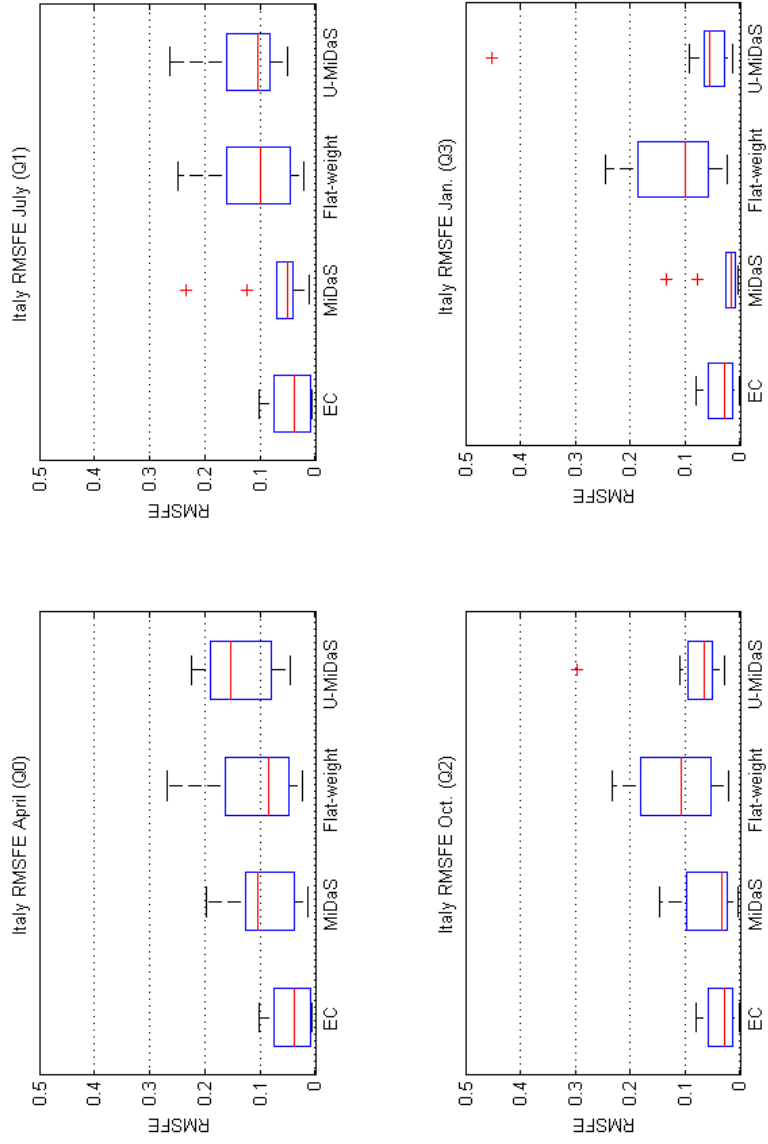 Italy RMSFE April (Q0)
RMSFE
0.5
0.4
0.3
0.2
0.1
0
EC
MiDaS
Flat-weight
U-MiDaS
Italy RMSFE July (Q1)
RMSFE
0.5
0.4
0.3
0.2
0.1
0
EC
MiDaS
Flat-weight
U-MiDaS
Italy RMSFE Oct. (Q2)
RMSFE
0.5
0.4
0.3
0.2
0.1
0
EC
MiDaS
Flat-weight
U-MiDaS
Italy RMSFE Jan. (Q3)
RMSFE
0.5
0.4
0.3
0.2
0.1
0
EC
MiDaS
Flat-weight
U-MiDaS